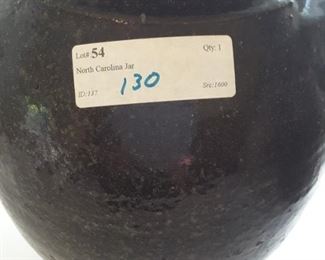 Lot# 54 Qty: 1
North Carolina Jar
130
ID:137 Src:1600